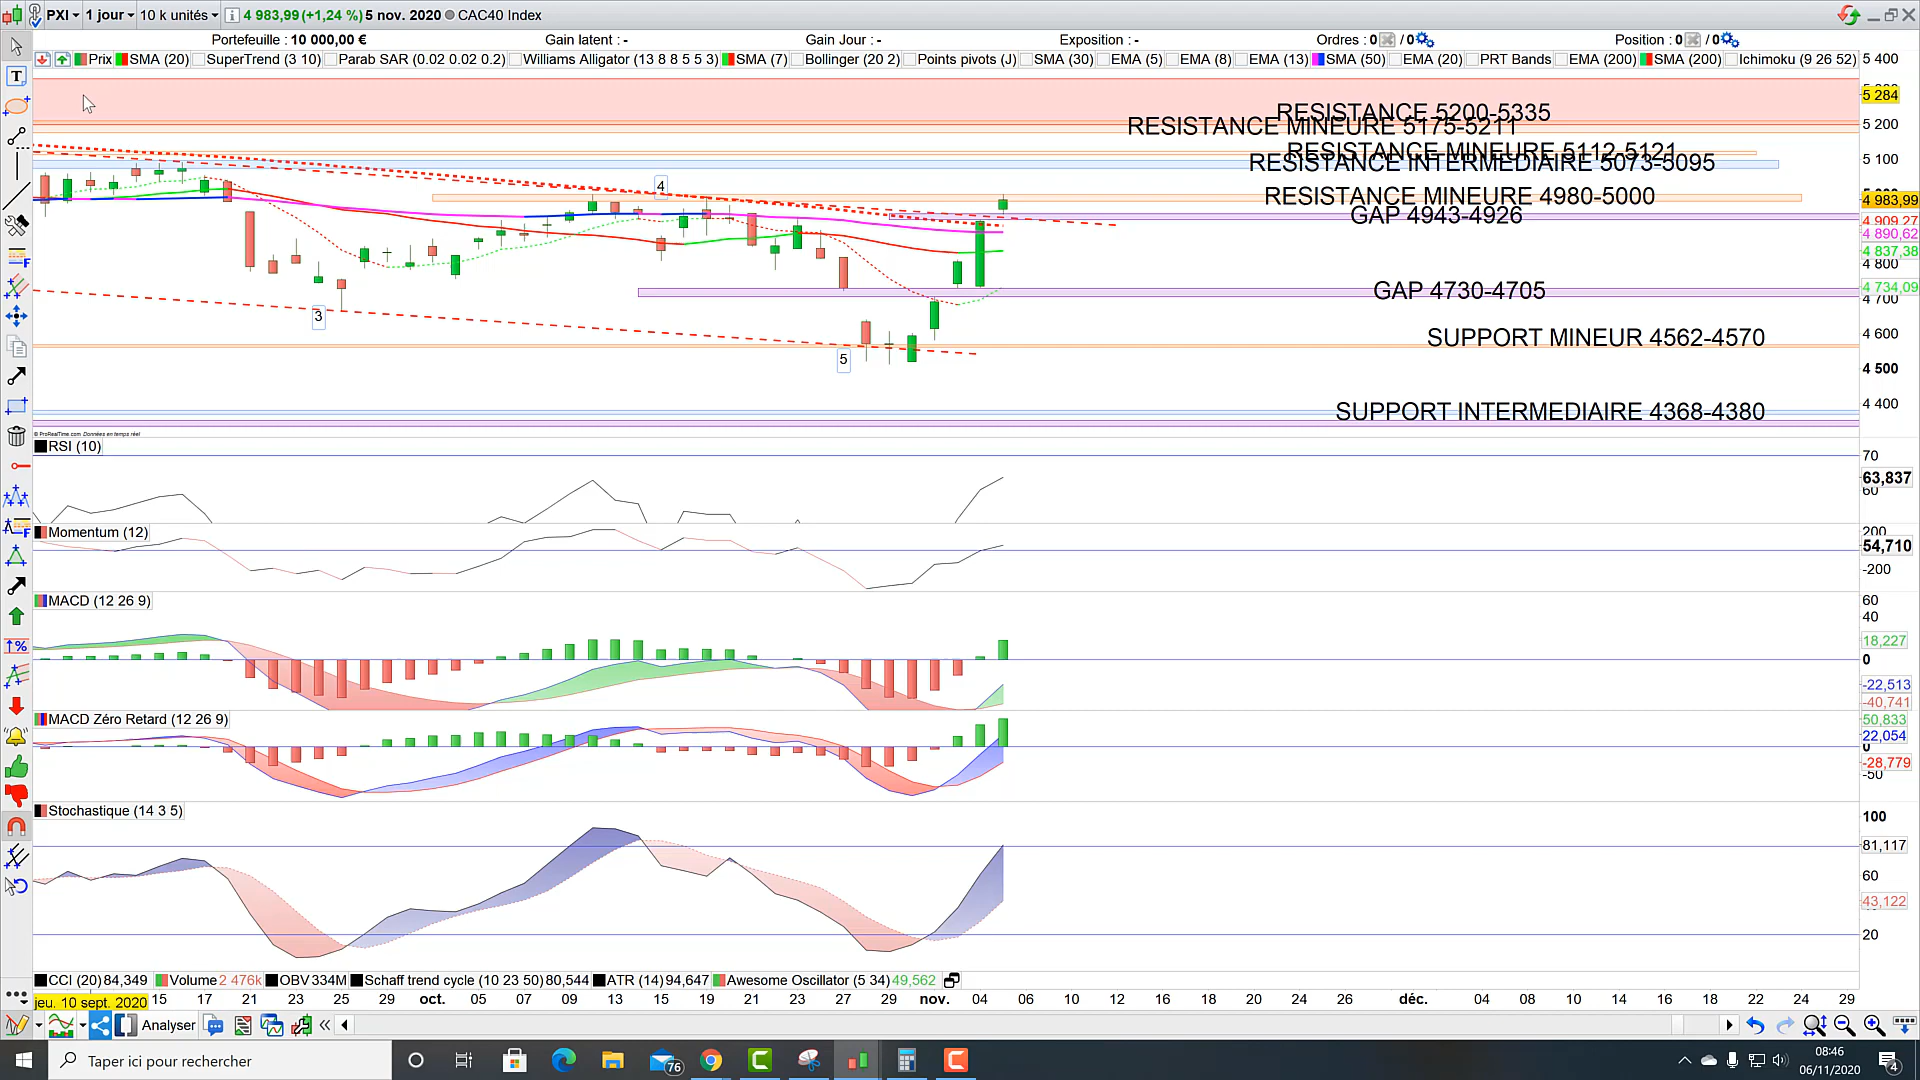 PXI 1 jour 10 k unités 4 983,99 (+1,24 %) 5 nov. 2020 CAC40 Index
Portefeuille : 10 000,00 € Gain latent : - Gain Jour : - Exposition : - Ordres : 0 / 0 Position : 0 / 0
Prix SMA (20) SuperTrend (3 10) Parab SAR (0.02 0.02 0.2) Williams Alligator (13 8 8 5 5 3) SMA (7) Bollinger (20 2) Points pivots (J) SMA (30) EMA (5) EMA (8) EMA (13) SMA (50) EMA (20) PRT Bands EMA (200) SMA (200) Ichimoku (9 26 52)
5 400
5 284
RESISTANCE 5200-5335
RESISTANCE MINEURE 5175-5211
5 200
RESISTANCE MINEURE 5112-5121
RESISTANCE INTERMEDIAIRE 5073-5095
5 100
4
RESISTANCE MINEURE 4980-5000
4 983,99
GAP 4943-4926
4 909,27
4 890,62
4 837,38
4 800
4 734,09
GAP 4730-4705
4 700
3
4 600
SUPPORT MINEUR 4562-4570
5
4 500
4 400
SUPPORT INTERMEDIAIRE 4368-4380
© ProRealTime.com Données en temps réel
RSI (10)
70
63,837
60
Momentum (12)
200
54,710
-200
MACD (12 26 9)
60
40
18,227
0
-22,513
-40,741
MACD Zéro Retard (12 26 9)
50,833
22,054
0
-28,779
-50
Stochastique (14 3 5)
100
81,117
60
43,122
20
CCI (20) 84,349 Volume 2 476k OBV 334M Schaff trend cycle (10 23 50) 80,544 ATR (14) 94,647 Awesome Oscillator (5 34) 49,562
jeu. 10 sept. 2020 15 17 21 23 25 29 oct. 05 07 09 13 15 19 21 23 27 29 nov. 04 06 10 12 16 18 20 24 26 déc. 04 08 10 14 16 18 22 24 29
Analyser
Taper ici pour rechercher
76
08:46
06/11/2020
4